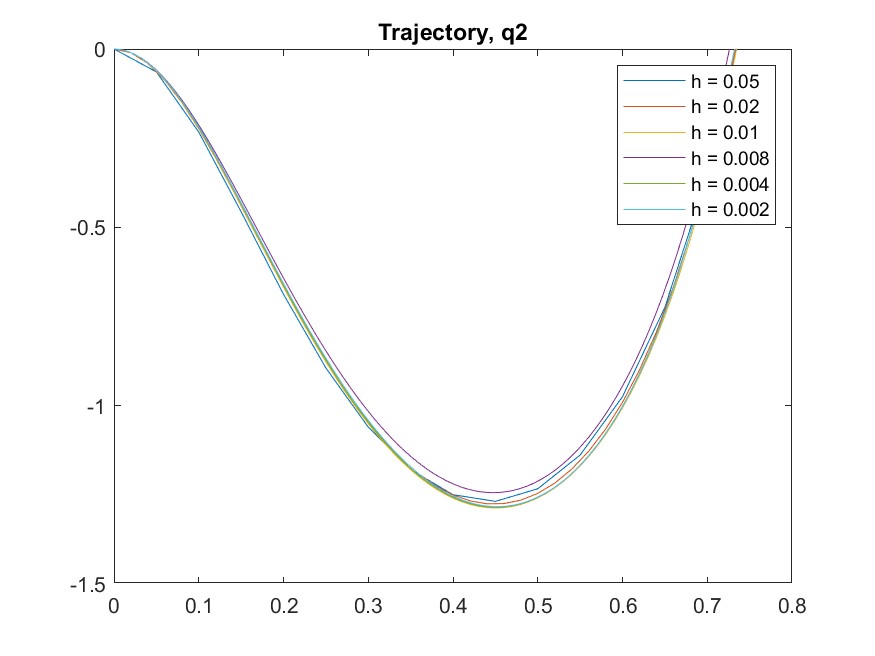 Trajectory, q2
0
h = 0.05
h = 0.02
h = 0.01
h = 0.008
h = 0.004
h = 0.002
-0.5
-1
-1.5
0 0.1 0.2 0.3 0.4 0.5 0.6 0.7 0.8